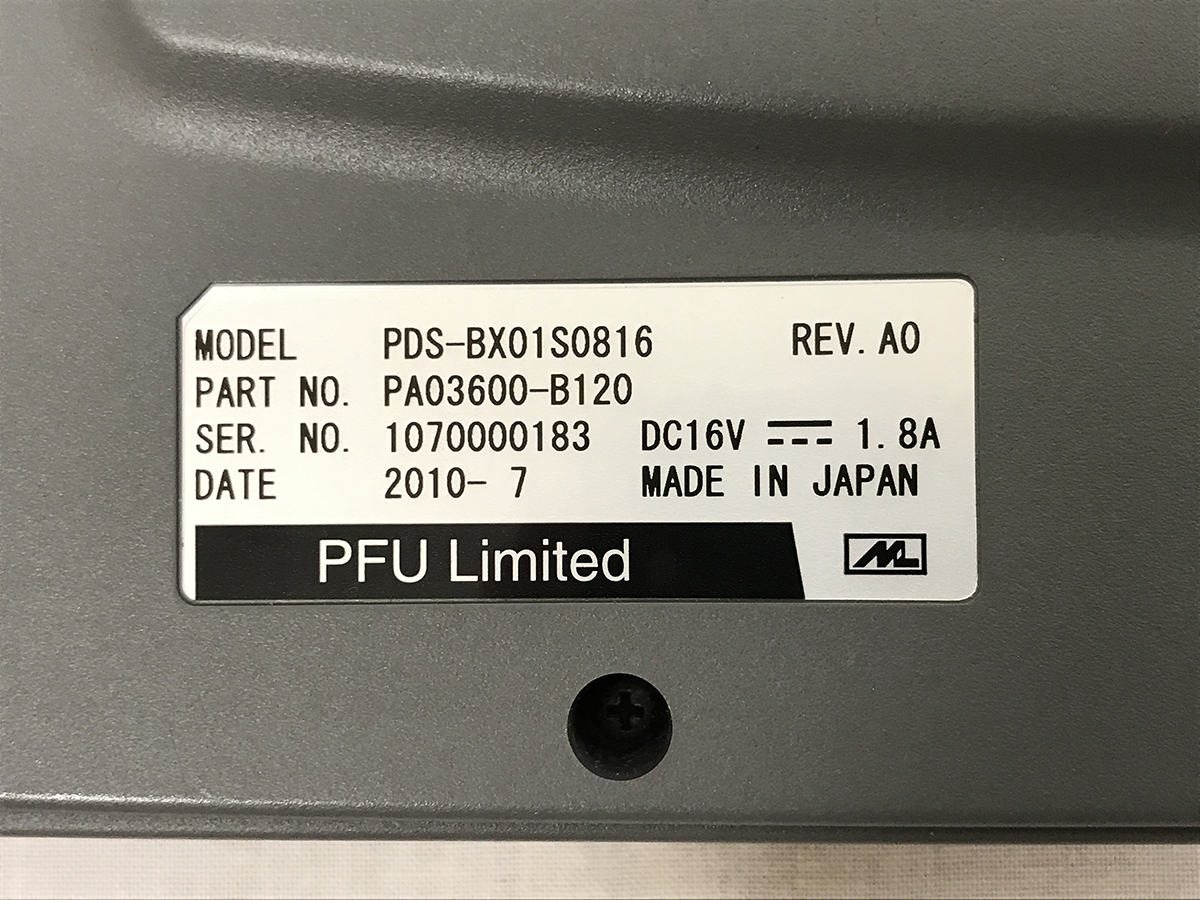 MODEL PDS-BX01S0816 REV. A0
PART NO. PA03600-B120
SER. NO. 1070000183 DC16V ⎓ 1.8A
DATE 2010- 7 MADE IN JAPAN
PFU Limited ML